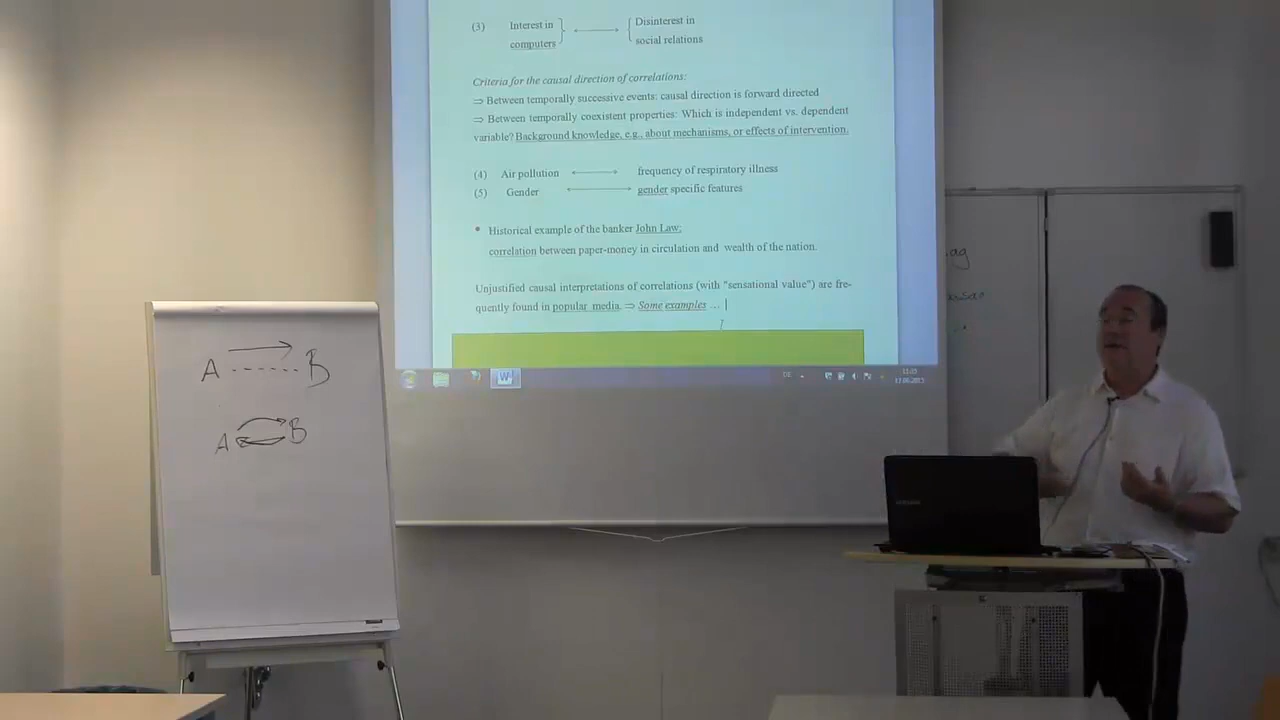 (3) Interest in computers } ⟷ { Disinterest in social relations
Criteria for the causal direction of correlations:
⇒ Between temporally successive events: causal direction is forward directed
⇒ Between temporally coexistent properties: Which is independent vs. dependent
variable? Background knowledge, e.g., about mechanisms, or effects of intervention.
(4) Air pollution ⟷ frequency of respiratory illness
(5) Gender ⟷ gender specific features
• Historical example of the banker John Law:
correlation between paper-money in circulation and wealth of the nation.
Unjustified causal interpretations of correlations (with "sensational value") are fre-
quently found in popular media. ⇒ Some examples …
DE
A B
A B